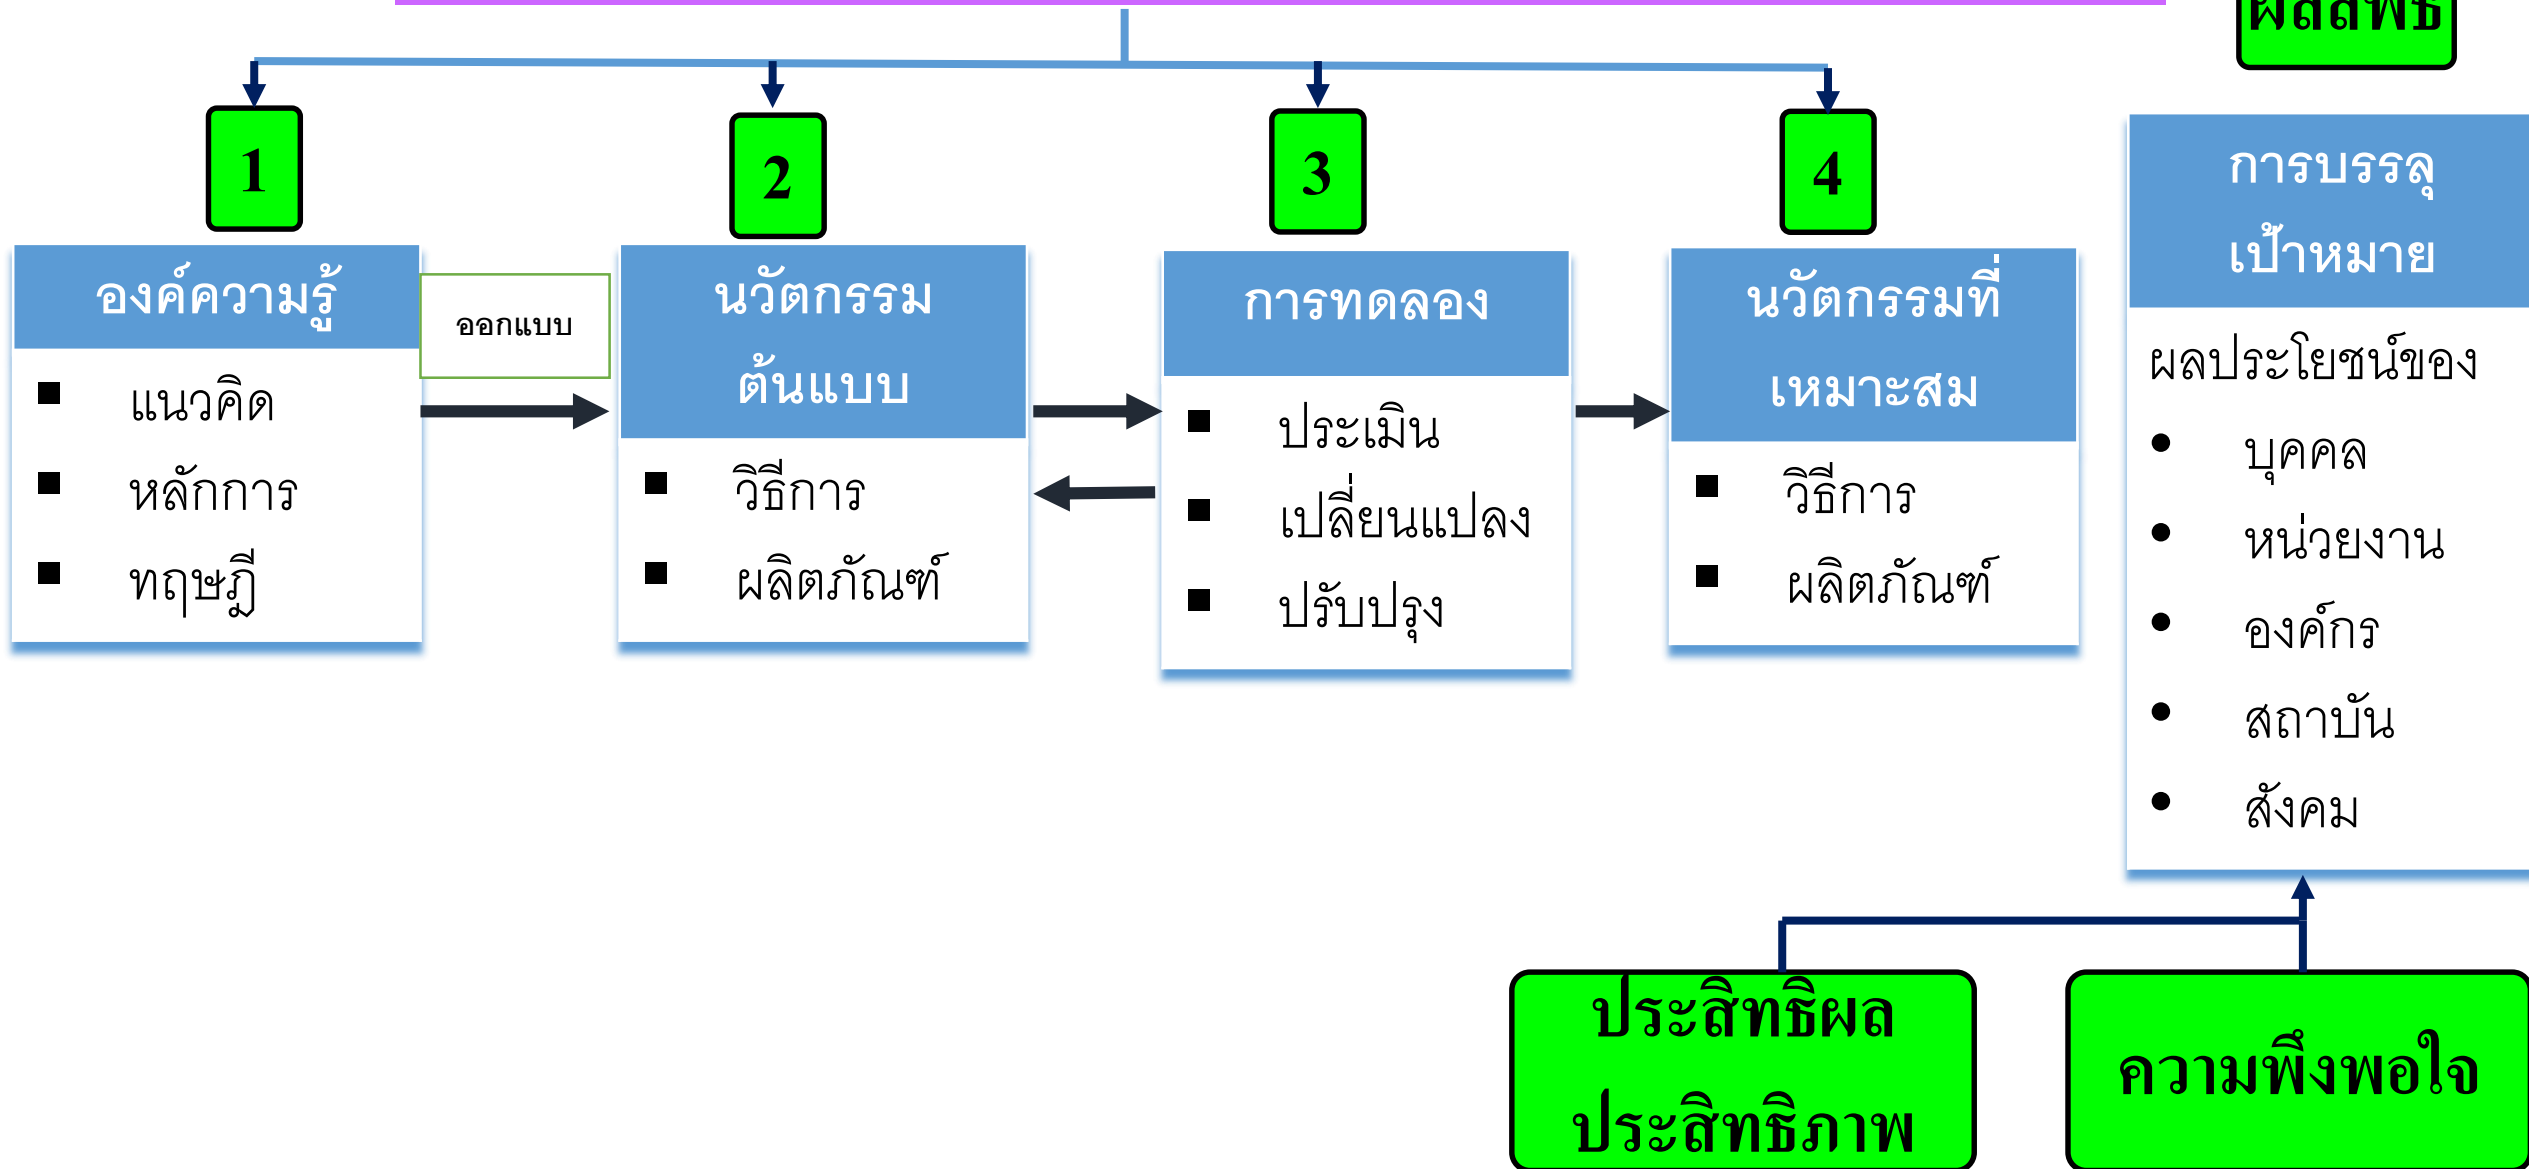 1
2
3
4
องค์ความรู้
แนวคิด
หลักการ
ทฤษฎี
ออกแบบ
นวัตกรรม
ต้นแบบ
วิธีการ
ผลิตภัณฑ์
การทดลอง
ประเมิน
เปลี่ยนแปลง
ปรับปรุง
นวัตกรรมที่
เหมาะสม
วิธีการ
ผลิตภัณฑ์
การบรรลุ
เป้าหมาย
ผลประโยชน์ของ
บุคคล
หน่วยงาน
องค์กร
สถาบัน
สังคม
ประสิทธิผล
ประสิทธิภาพ
ความพึงพอใจ